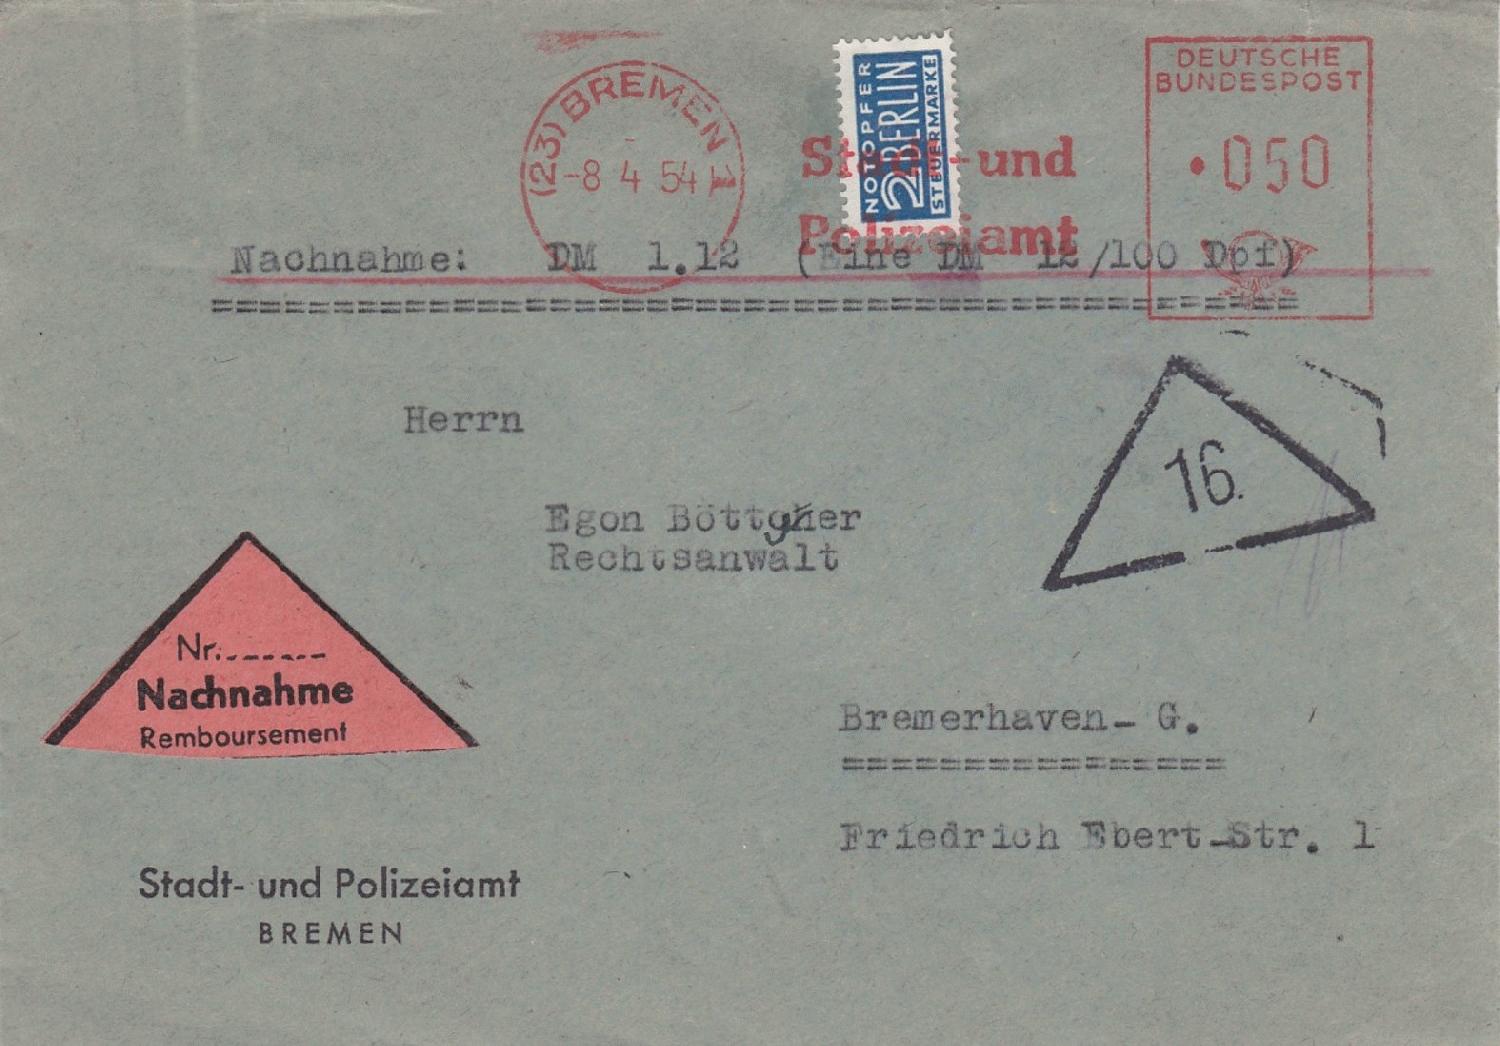 (23) BREMEN 1
-8 4 54
NOTOPFER
2 BERLIN
STEUERMARKE
Stadt- und
Polizeiamt
DEUTSCHE
BUNDESPOST
050
Nachnahme: DM 1.12 (Eine DM 12/100 Dpf)
Herrn
16.
Egon Böttgher
Rechtsanwalt
Nr.
Nachnahme
Remboursement
Bremerhaven- G.
Friedrich Ebert-Str. 1
Stadt- und Polizeiamt
BREMEN